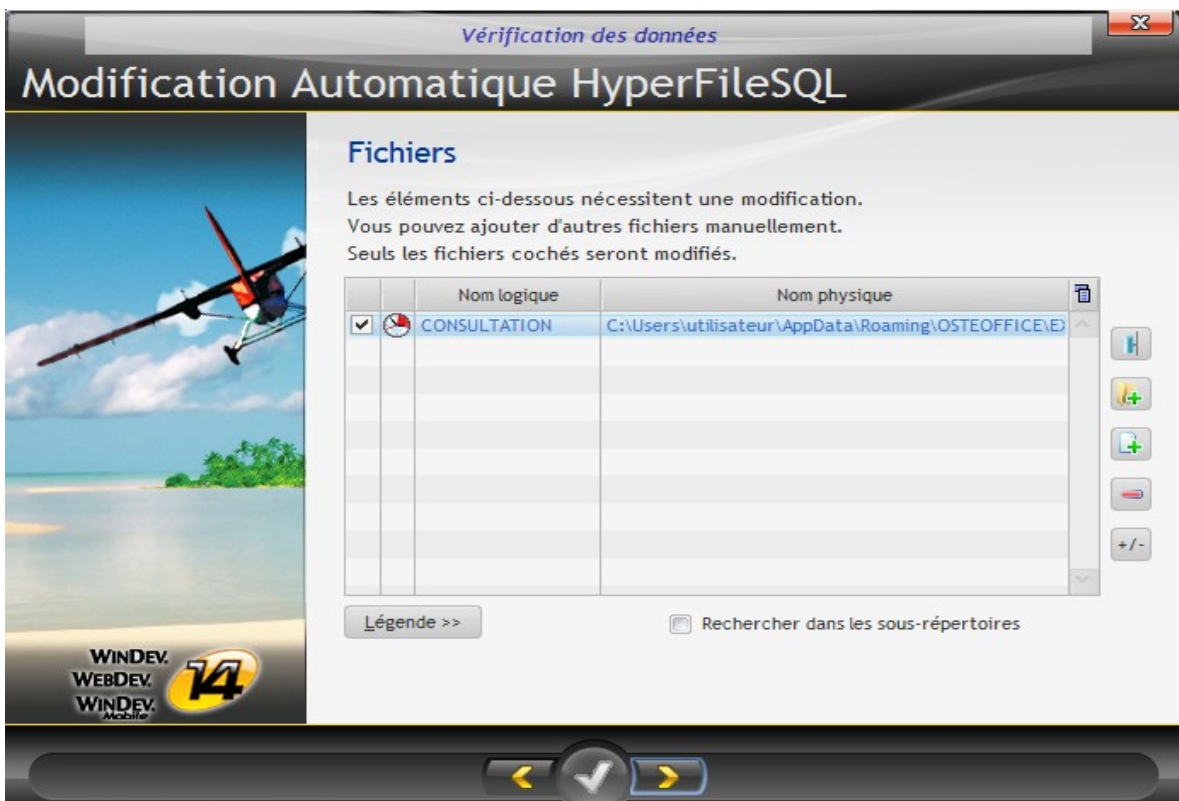 Vérification des données
Modification Automatique HyperFileSQL
Fichiers
Les éléments ci-dessous nécessitent une modification.
Vous pouvez ajouter d'autres fichiers manuellement.
Seuls les fichiers cochés seront modifiés.
Nom logique Nom physique
CONSULTATION C:\Users\utilisateur\AppData\Roaming\OSTEOFFICE\EX
+/-
Légende >> Rechercher dans les sous-répertoires
WINDEV.
WEBDEV. 14
WINDEV.
Mobile